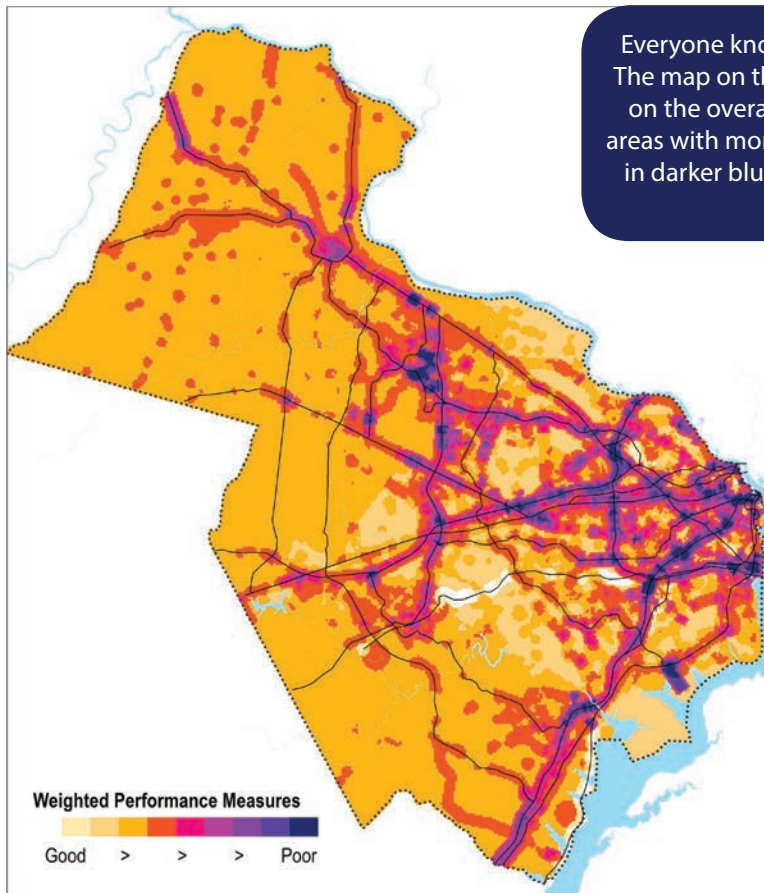 Everyone kno
The map on th
on the overa
areas with mor
in darker blu
Weighted Performance Measures
Good > > > Poor